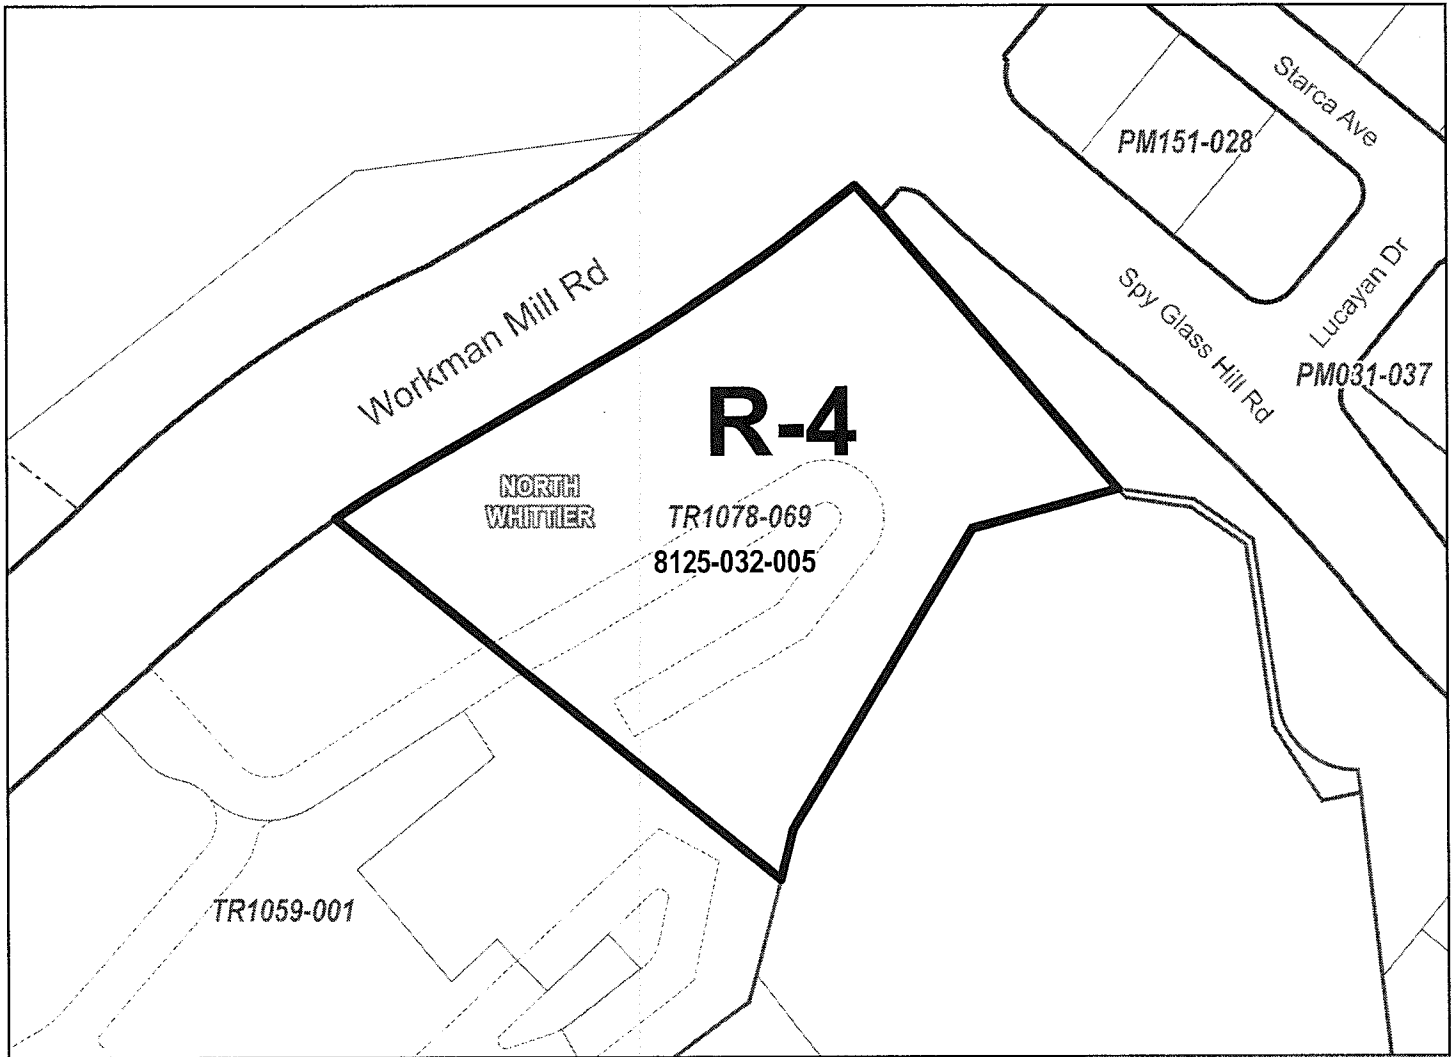 Starca Ave
PM151-028
Workman Mill Rd
Spy Glass Hill Rd
Lucayan Dr
PM031-037
R-4
NORTH
WHITTIER
TR1078-069
8125-032-005
TR1059-001